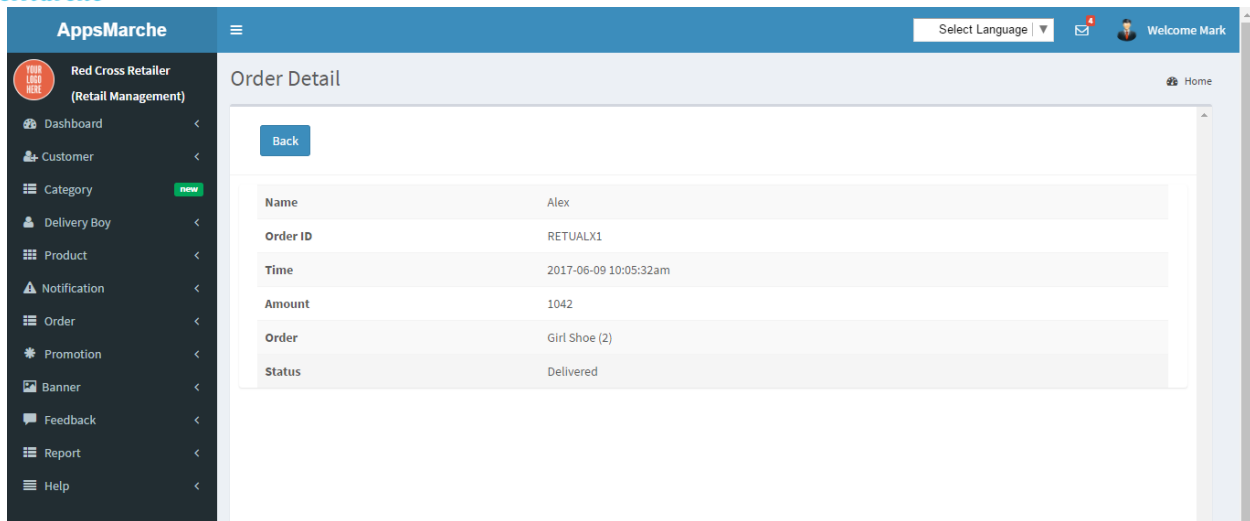 AppsMarche
Select Language ▼
4
Welcome Mark
YOUR
LOGO
HERE
Red Cross Retailer
(Retail Management)
Order Detail
Home
Dashboard
Back
Customer
Category new
Name Alex
Delivery Boy
Order ID RETUALX1
Product
Time 2017-06-09 10:05:32am
Notification
Amount 1042
Order
Order Girl Shoe (2)
Promotion
Status Delivered
Banner
Feedback
Report
Help